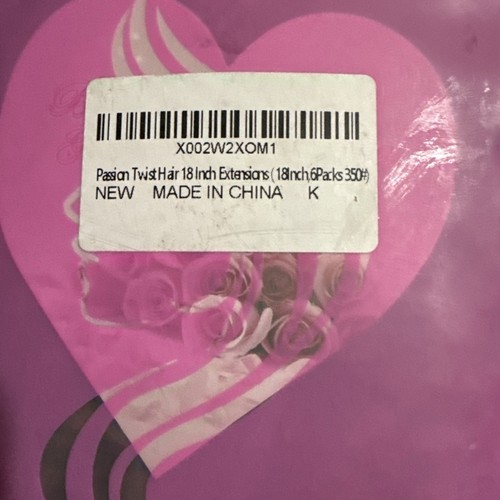 X002W2XOM1
Passion Twist Hair 18 Inch Extensions (18Inch,6Packs 350#)
NEW MADE IN CHINA K